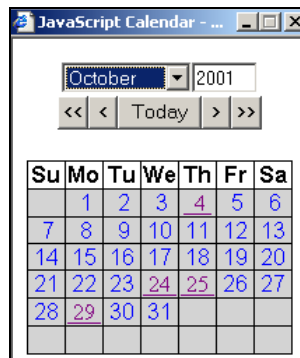 JavaScript Calendar - ...
October 2001
<< < Today > >>
Su Mo Tu We Th Fr Sa
1 2 3 4 5 6
7 8 9 10 11 12 13
14 15 16 17 18 19 20
21 22 23 24 25 26 27
28 29 30 31